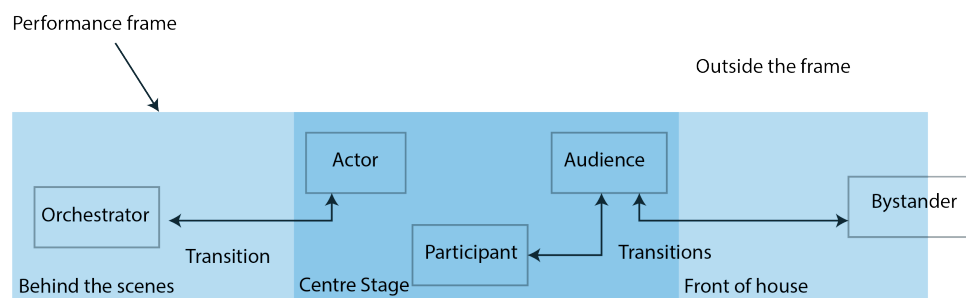 Performance frame
Outside the frame
Actor
Audience
Orchestrator
Bystander
Participant
Transition
Transitions
Behind the scenes
Centre Stage
Front of house